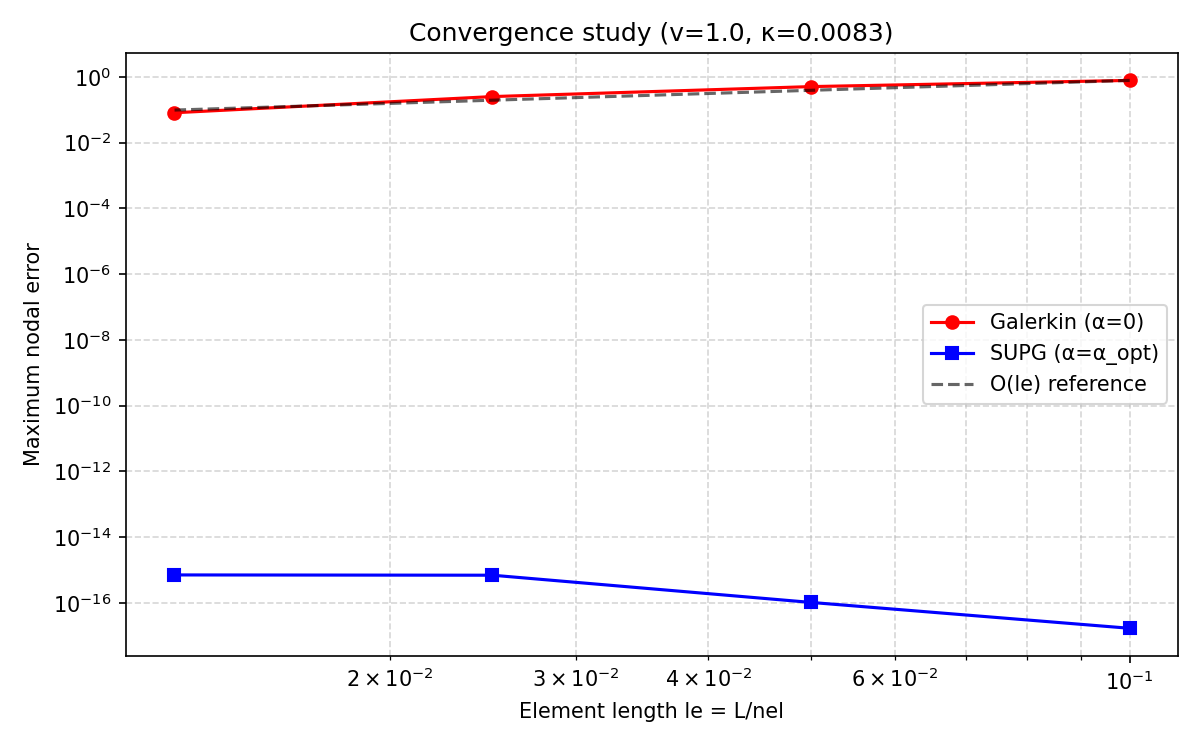 Convergence study (v=1.0, κ=0.0083)
Maximum nodal error
10⁰
10⁻²
10⁻⁴
10⁻⁶
10⁻⁸
10⁻¹⁰
10⁻¹²
10⁻¹⁴
10⁻¹⁶
Galerkin (α=0)
SUPG (α=α_opt)
O(le) reference
2 × 10⁻² 3 × 10⁻² 4 × 10⁻² 6 × 10⁻² 10⁻¹
Element length le = L/nel